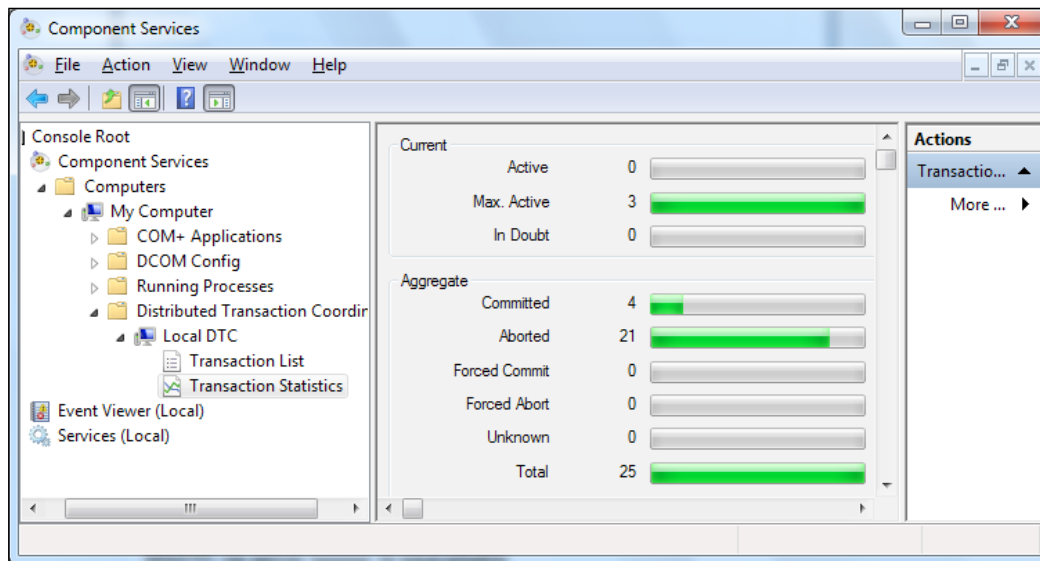 Component Services
File Action View Window Help
Console Root
Component Services
Computers
My Computer
COM+ Applications
DCOM Config
Running Processes
Distributed Transaction Coordin
Local DTC
Transaction List
Transaction Statistics
Event Viewer (Local)
Services (Local)
Current
Active 0
Max. Active 3
In Doubt 0
Aggregate
Committed 4
Aborted 21
Forced Commit 0
Forced Abort 0
Unknown 0
Total 25
Actions
Transactio...
More ...